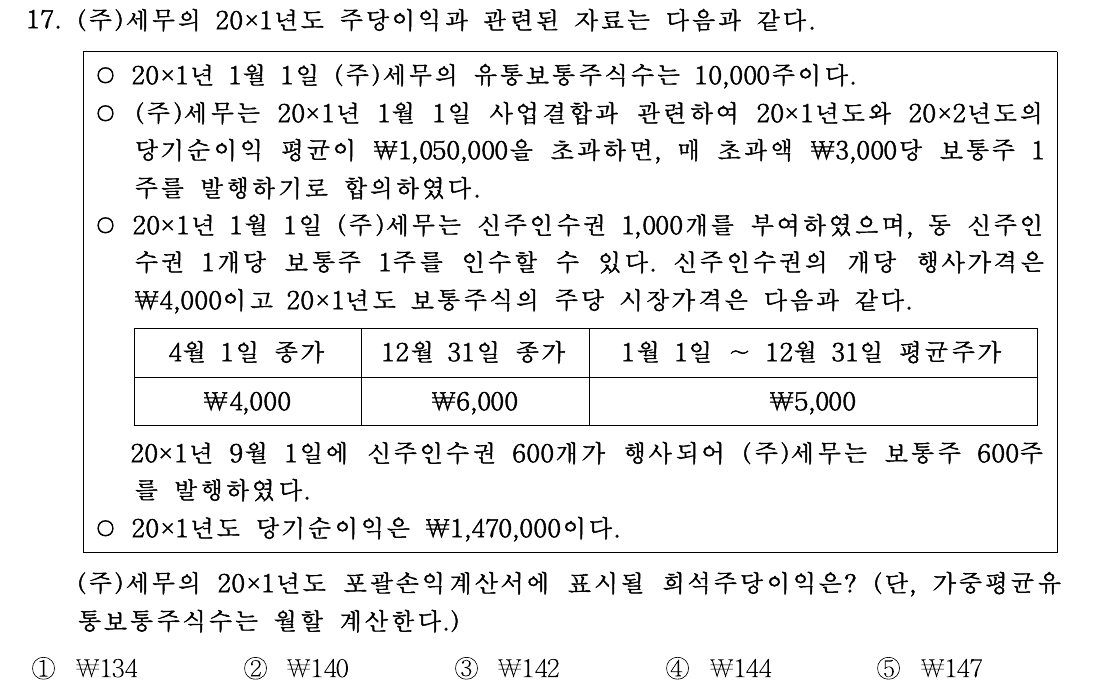 17. (주)세무의 20×1년도 주당이익과 관련된 자료는 다음과 같다.
○ 20×1년 1월 1일 (주)세무의 유통보통주식수는 10,000주이다.
○ (주)세무는 20×1년 1월 1일 사업결합과 관련하여 20×1년도와 20×2년도의
당기순이익 평균이 ₩1,050,000을 초과하면, 매 초과액 ₩3,000당 보통주 1
주를 발행하기로 합의하였다.
○ 20×1년 1월 1일 (주)세무는 신주인수권 1,000개를 부여하였으며, 동 신주인
수권 1개당 보통주 1주를 인수할 수 있다. 신주인수권의 개당 행사가격은
₩4,000이고 20×1년도 보통주식의 주당 시장가격은 다음과 같다.
4월 1일 종가 12월 31일 종가 1월 1일 ~ 12월 31일 평균주가
₩4,000 ₩6,000 ₩5,000
20×1년 9월 1일에 신주인수권 600개가 행사되어 (주)세무는 보통주 600주
를 발행하였다.
○ 20×1년도 당기순이익은 ₩1,470,000이다.
(주)세무의 20×1년도 포괄손익계산서에 표시될 희석주당이익은? (단, 가중평균유
통보통주식수는 월할 계산한다.)
① ₩134 ② ₩140 ③ ₩142 ④ ₩144 ⑤ ₩147